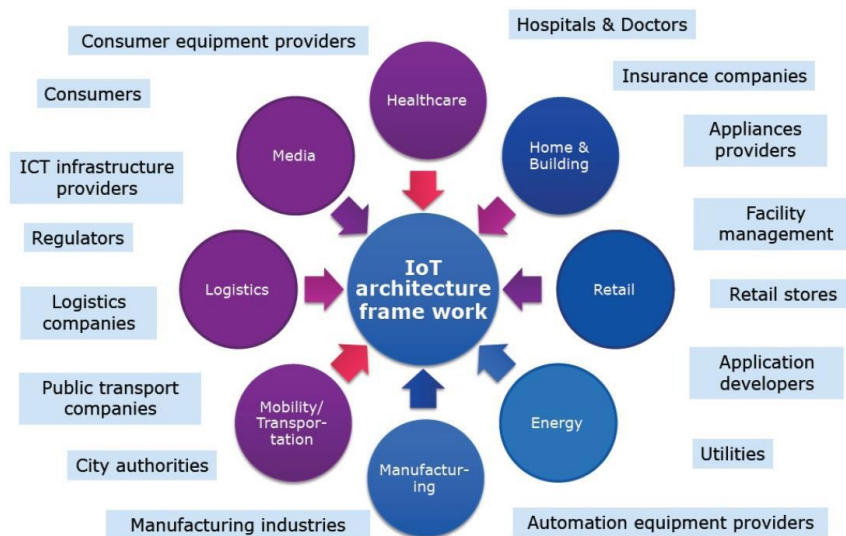 Hospitals & Doctors
Consumer equipment providers
Healthcare
Insurance companies
Consumers
Appliances
providers
Media
Home &
Building
ICT infrastructure
providers
Facility
management
Regulators
IoT
architecture
frame work
Logistics
Retail
Retail stores
Logistics
companies
Application
developers
Public transport
companies
Mobility/
Transpor-
tation
Energy
Utilities
City authorities
Manufactur-
ing
Manufacturing industries
Automation equipment providers